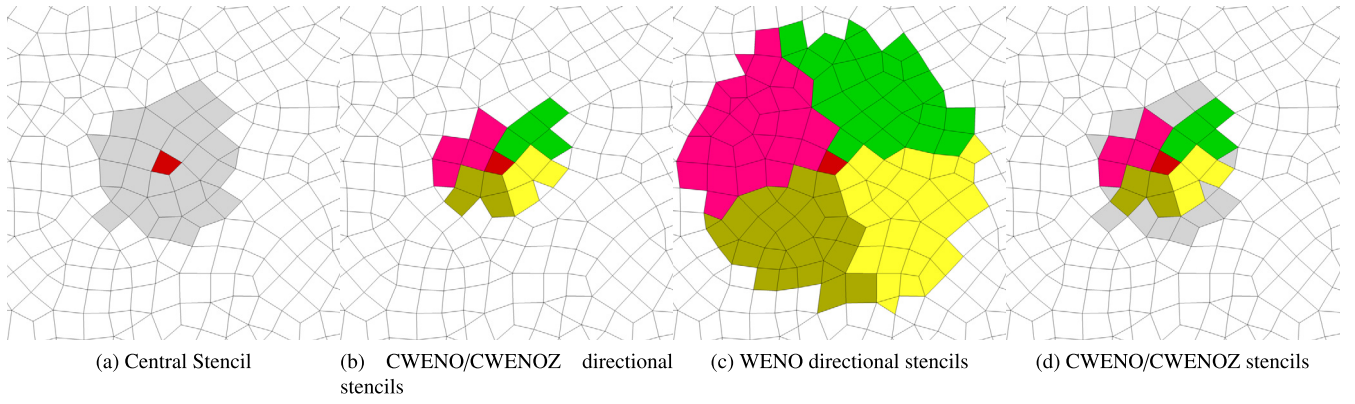 (a) Central Stencil
(b) CWENO/CWENOZ directional
stencils
(c) WENO directional stencils
(d) CWENO/CWENOZ stencils